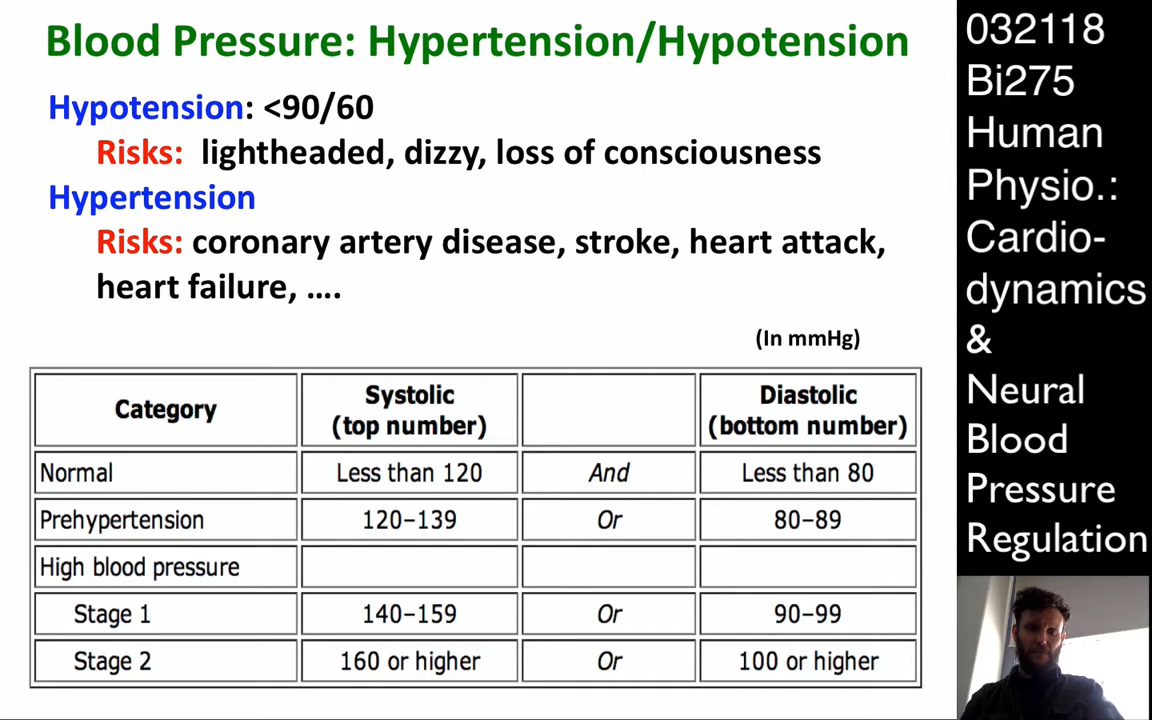 Blood Pressure: Hypertension/Hypotension
Hypotension: <90/60
Risks: lightheaded, dizzy, loss of consciousness
Hypertension
Risks: coronary artery disease, stroke, heart attack,
heart failure, ….
(In mmHg)
Category Systolic (top number) Diastolic (bottom number)
Normal Less than 120 And Less than 80
Prehypertension 120–139 Or 80–89
High blood pressure
Stage 1 140–159 Or 90–99
Stage 2 160 or higher Or 100 or higher
032118
Bi275
Human
Physio.:
Cardio-
dynamics
&
Neural
Blood
Pressure
Regulation